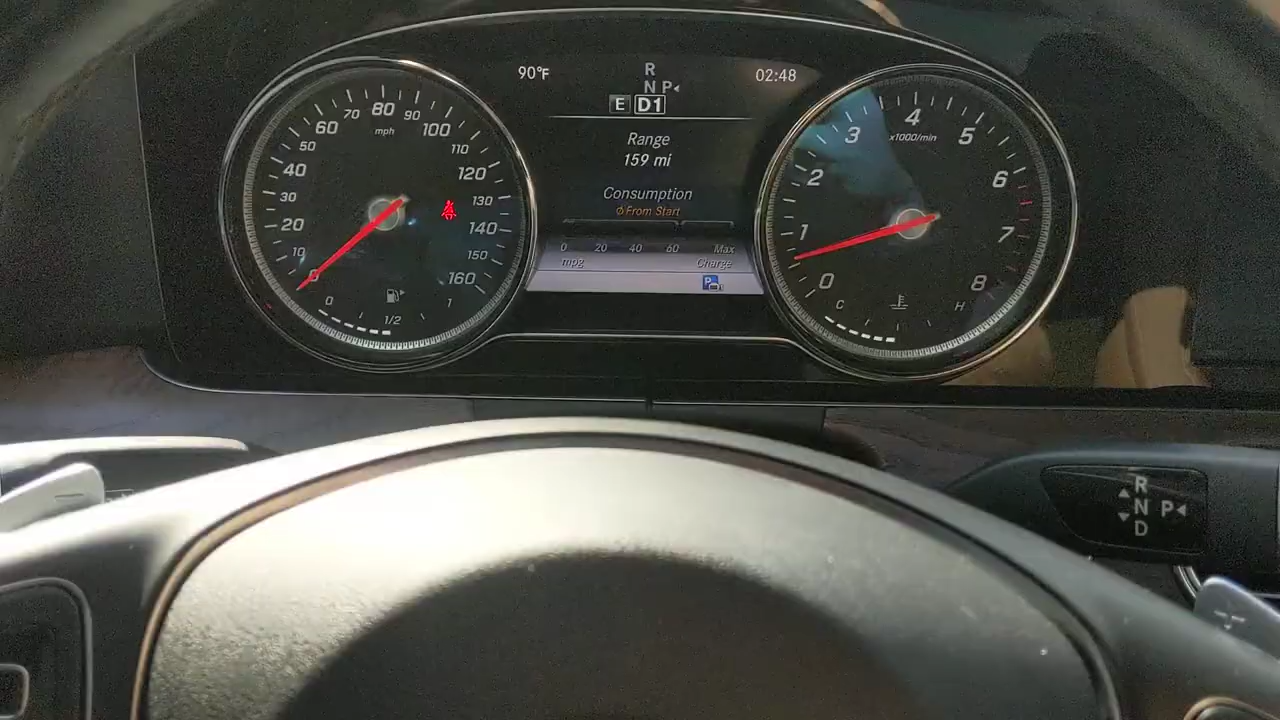 90°F
02:48
R
N P◂
E D1
Range
159 mi
Consumption
ØFrom Start
0 20 40 60 Max
mpg Charge
P
0 10 20 30 40 50 60 70 80 90 100 110 120 130 140 150 160
mph
0 1/2 1
0 1 2 3 4 5 6 7 8
x1000/min
C H
R
N P◂
D